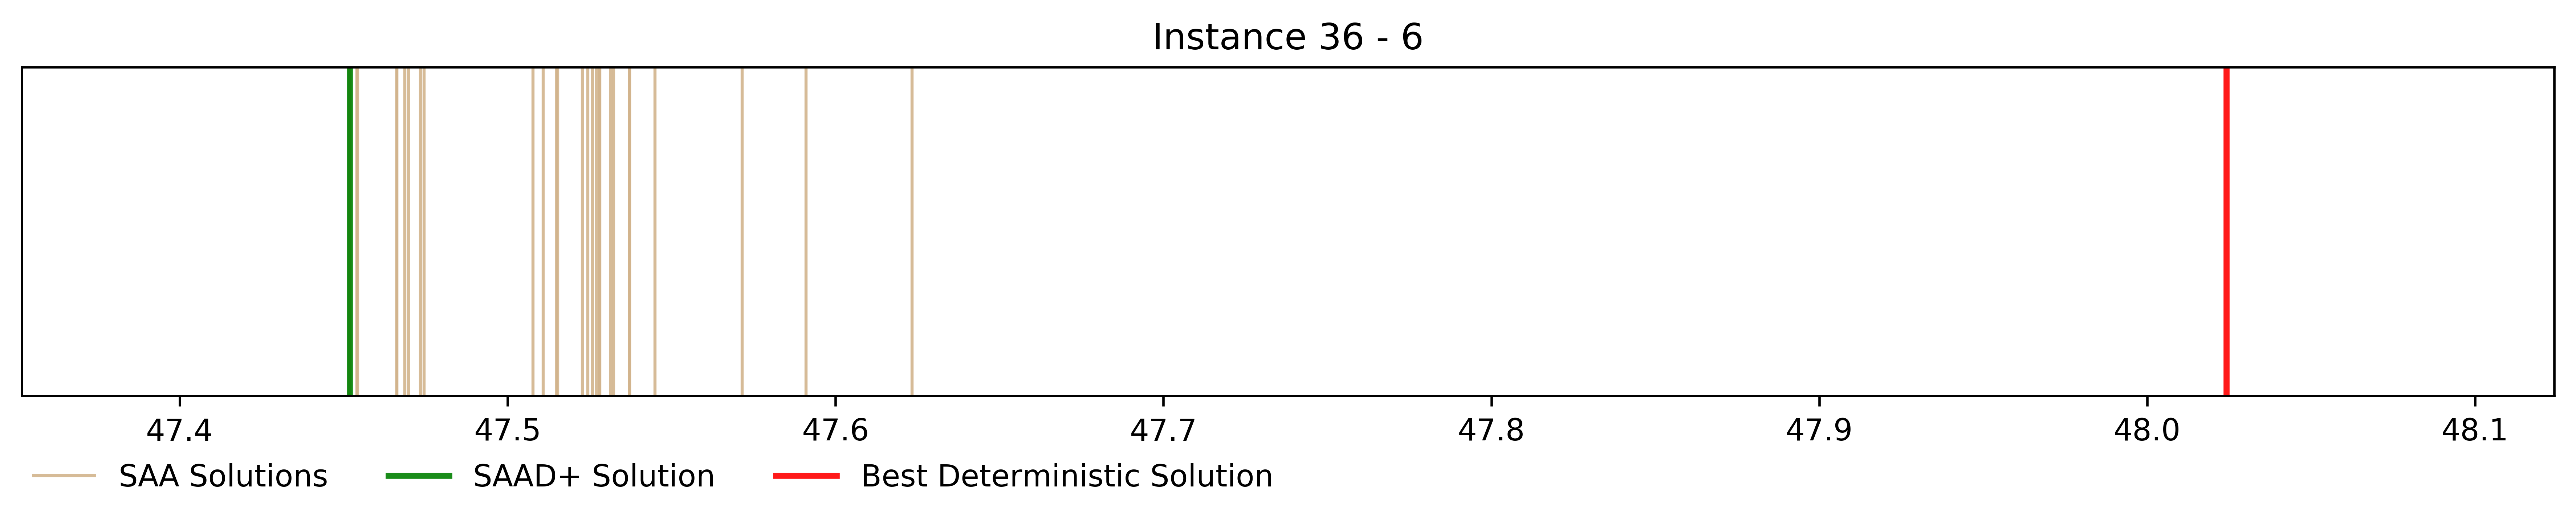 Instance 36 - 6
47.4 47.5 47.6 47.7 47.8 47.9 48.0 48.1
SAA Solutions SAAD+ Solution Best Deterministic Solution